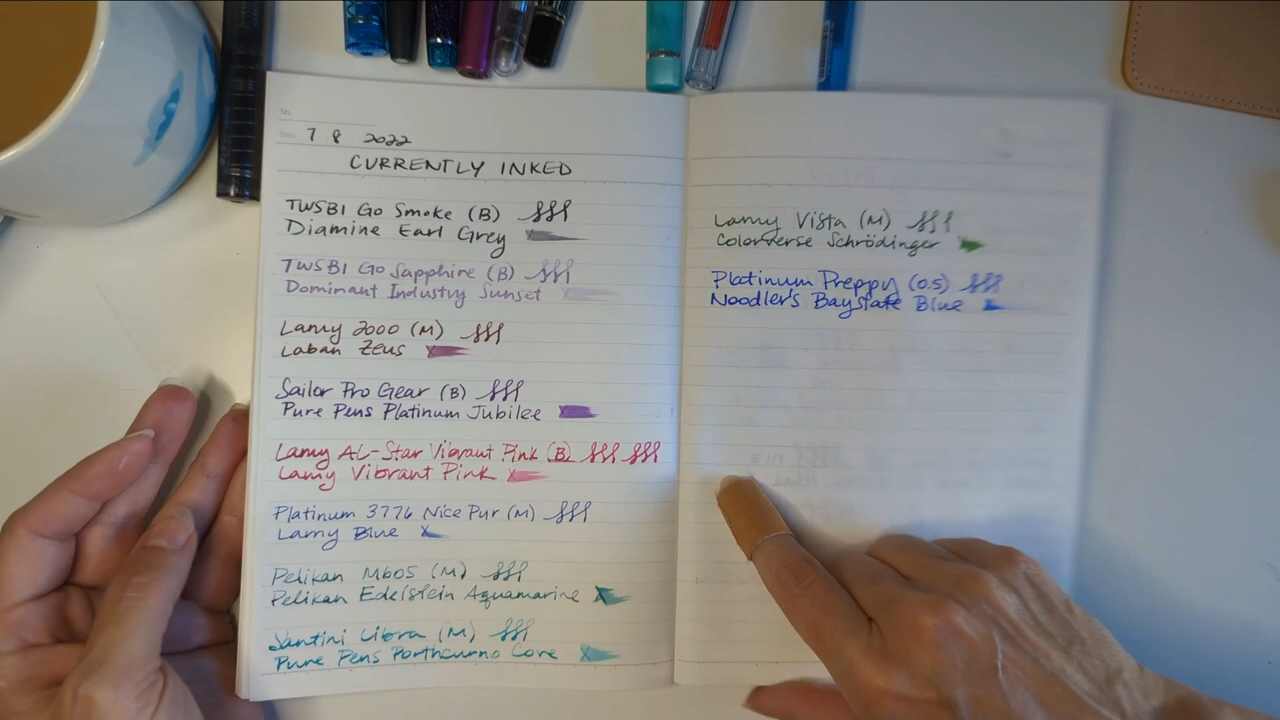 No.
Date 7 8 2022
CURRENTLY INKED
TWSBI Go Smoke (B)
Diamine Earl Grey
TWSBI Go Sapphire (B)
Dominant Industry Sunset
Lamy 2000 (M)
Laban Zeus
Sailor Pro Gear (B)
Pure Pens Platinum Jubilee
Lamy AL-Star Vibrant Pink (B)
Lamy Vibrant Pink
Platinum 3776 Nice Pur (M)
Lamy Blue
Pelikan M605 (M)
Pelikan Edelstein Aquamarine
Santini Libra (M)
Pure Pens Porthcurno Cove
Lamy Vista (M)
Colorverse Schrödinger
Platinum Preppy (0.5)
Noodler's Baystate Blue